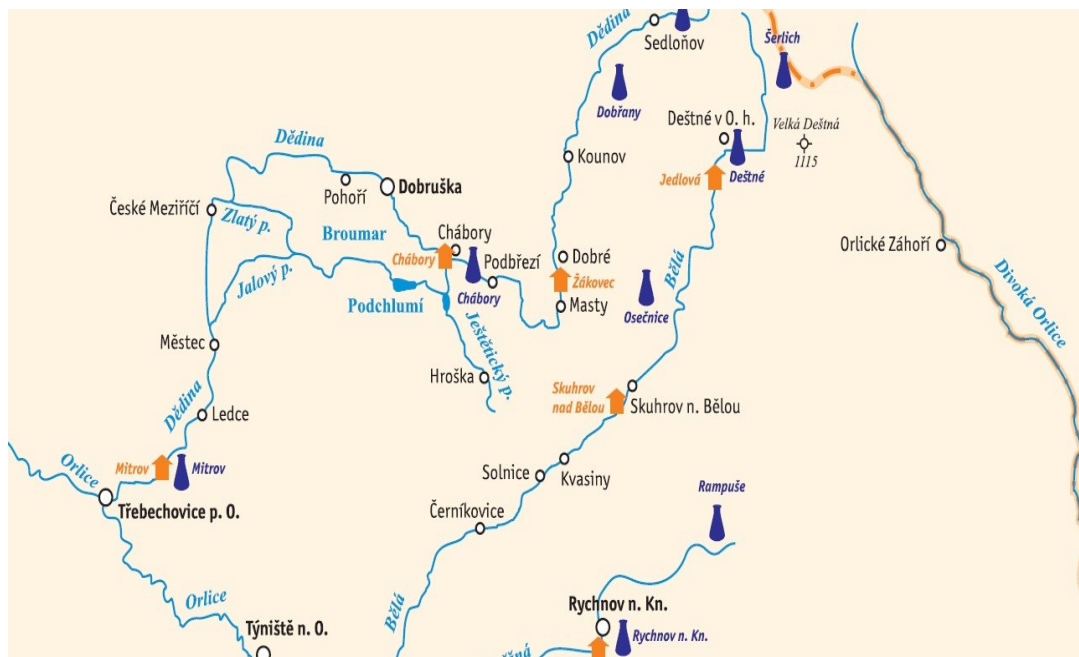 Dědina
Sedloňov
Šerlich
Dobřany
Deštné v O. h.
Velká Deštná
1115
Dědina
Kounov
Jedlová
Deštné
Pohoří
Dobruška
České Meziříčí
Zlatý p.
Broumar
Chábory
Chábory
Podbřezí
Dobré
Orlické Záhoří
Jalový p.
Bělá
Žákovec
Podchlumí
Chábory
Masty
Osečnice
Divoká Orlice
Městec
Ještětický p.
Hroška
Dědina
Ledce
Skuhrov
nad Bělou
Skuhrov n. Bělou
Orlice
Mitrov
Mitrov
Solnice
Kvasiny
Rampuše
Třebechovice p. O.
Černíkovice
Orlice
Bělá
Rychnov n. Kn.
Týniště n. O.
Rychnov n. Kn.